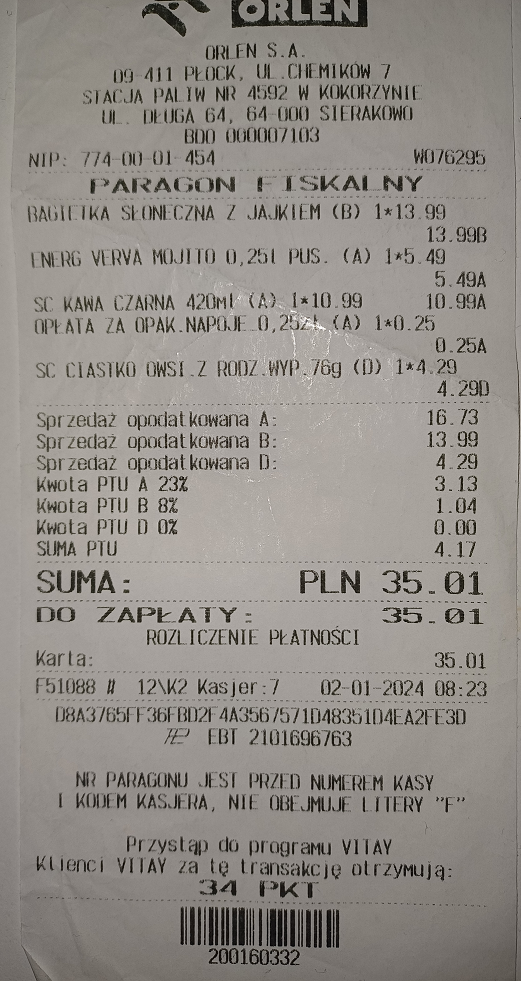 ORLEN
ORLEN S.A.
09-411 PŁOCK, UL.CHEMIKÓW 7
STACJA PALIW NR 4592 W KOKORZYNIE
UL. DŁUGA 64, 64-000 SIERAKOWO
BDO 000007103
NIP: 774-00-01-454 W076295
PARAGON FISKALNY
BAGIETKA SŁONECZNA Z JAJKIEM (B) 1*13.99
13.99B
ENERG VERVA MOJITO 0,25l PUS. (A) 1*5.49
5.49A
SC KAWA CZARNA 420ml (A) 1*10.99 10.99A
OPŁATA ZA OPAK.NAPOJE 0,25zł (A) 1*0.25
0.25A
SC CIASTKO OWSI.Z RODZ.WYP.76g (D) 1*4.29
4.29D
Sprzedaż opodatkowana A: 16.73
Sprzedaż opodatkowana B: 13.99
Sprzedaż opodatkowana D: 4.29
Kwota PTU A 23% 3.13
Kwota PTU B 8% 1.04
Kwota PTU D 0% 0.00
SUMA PTU 4.17
SUMA: PLN 35.01
DO ZAPŁATY: 35.01
ROZLICZENIE PŁATNOŚCI
Karta: 35.01
F51088 # 12\K2 Kasjer:7 02-01-2024 08:23
D8A3765FF36FBD2F4A3567571D48351D4EA2FE3D
EBT 2101696763
NR PARAGONU JEST PRZED NUMEREM KASY
I KODEM KASJERA, NIE OBEJMUJE LITERY "F"
Przystąp do programu VITAY
Klienci VITAY za tę transakcję otrzymują:
34 PKT
200160332